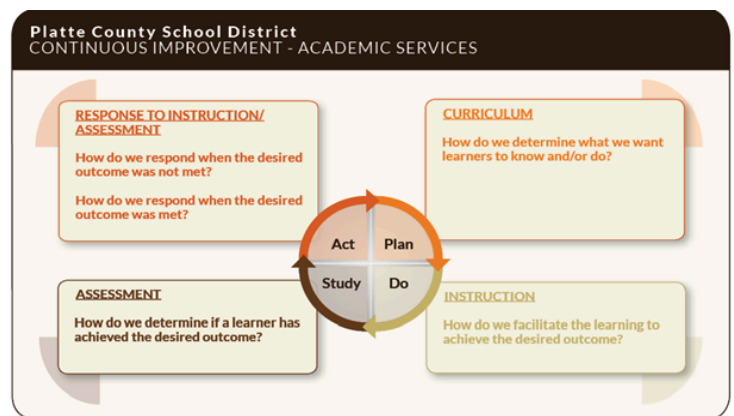 Platte County School District
CONTINUOUS IMPROVEMENT - ACADEMIC SERVICES
RESPONSE TO INSTRUCTION/
ASSESSMENT
How do we respond when the desired
outcome was not met?
How do we respond when the desired
outcome was met?
CURRICULUM
How do we determine what we want
learners to know and/or do?
Act
Plan
Study
Do
ASSESSMENT
How do we determine if a learner has
achieved the desired outcome?
INSTRUCTION
How do we facilitate the learning to
achieve the desired outcome?